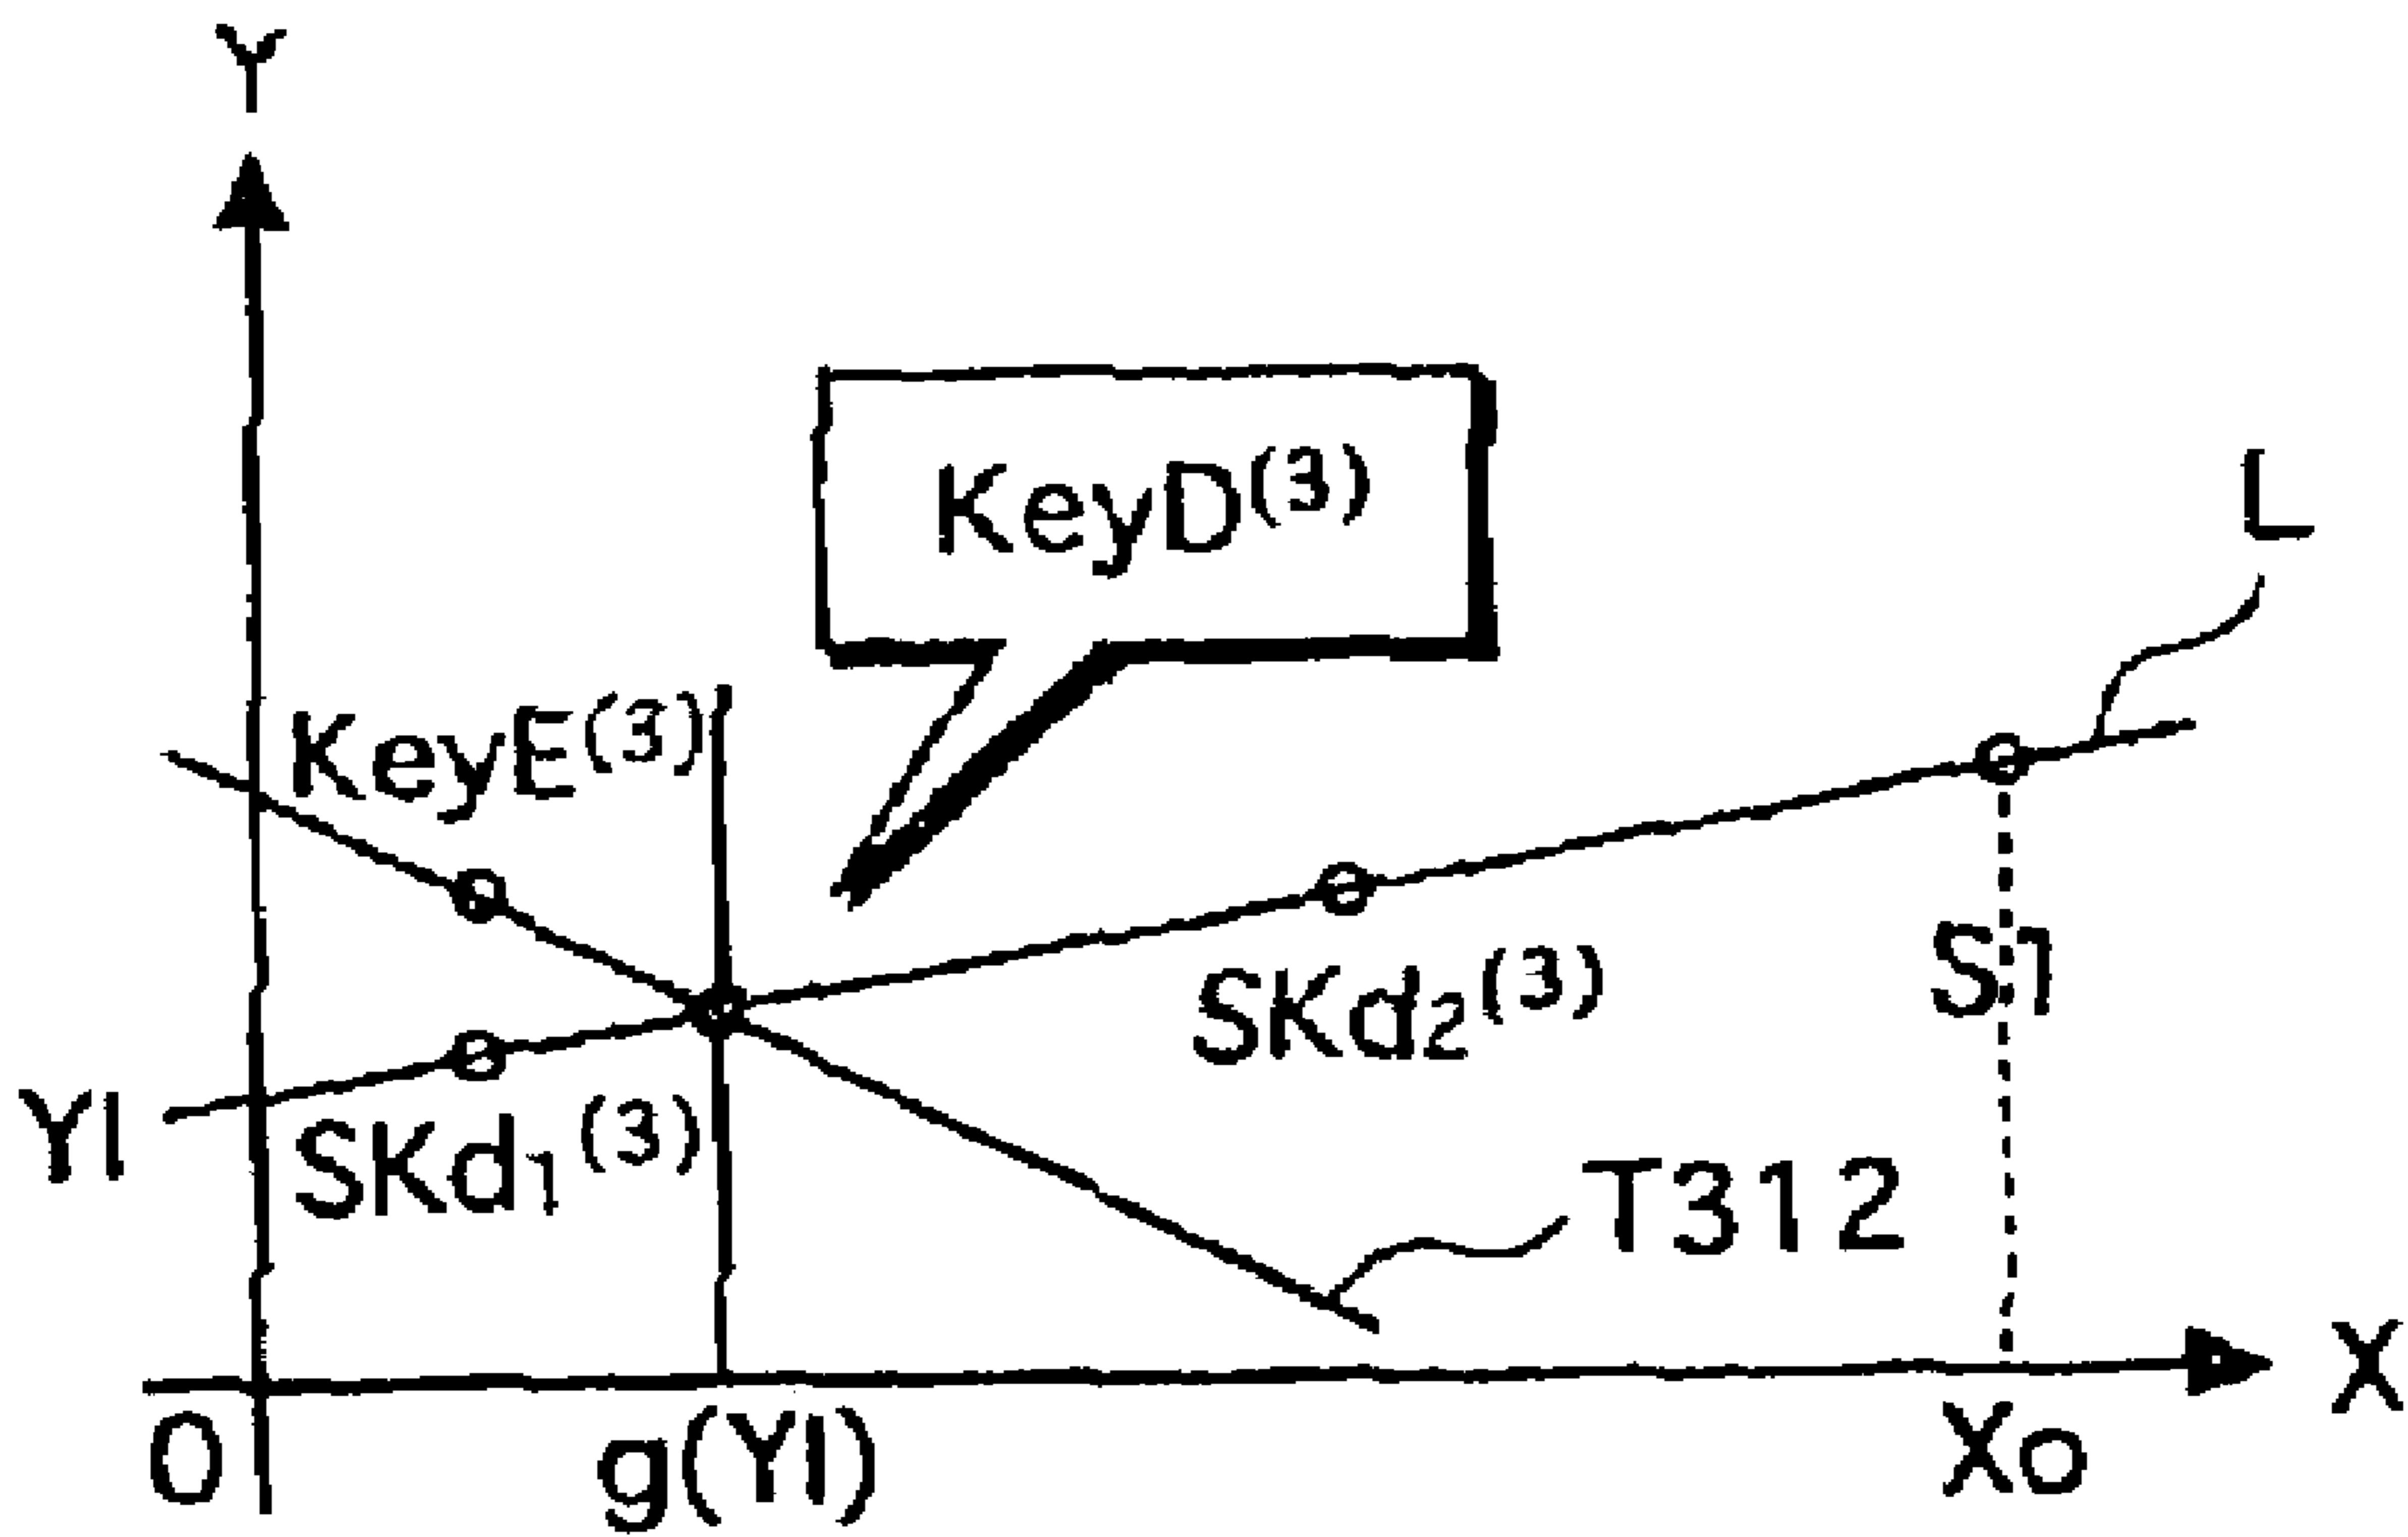 Y
KeyD(3)
L
KeyE(3)
SKd2(3)
S1
Yl
SKd1(3)
T312
X
O
g(Yl)
Xo